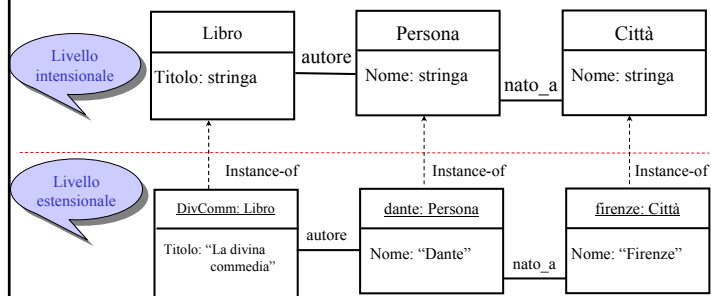 Libro
Persona
Città
Livello
intensionale
autore
Titolo: stringa
Nome: stringa
nato_a
Nome: stringa
Instance-of
Instance-of
Instance-of
Livello
estensionale
DivComm: Libro
dante: Persona
firenze: Città
autore
Titolo: “La divina
commedia”
Nome: “Dante”
nato_a
Nome: “Firenze”